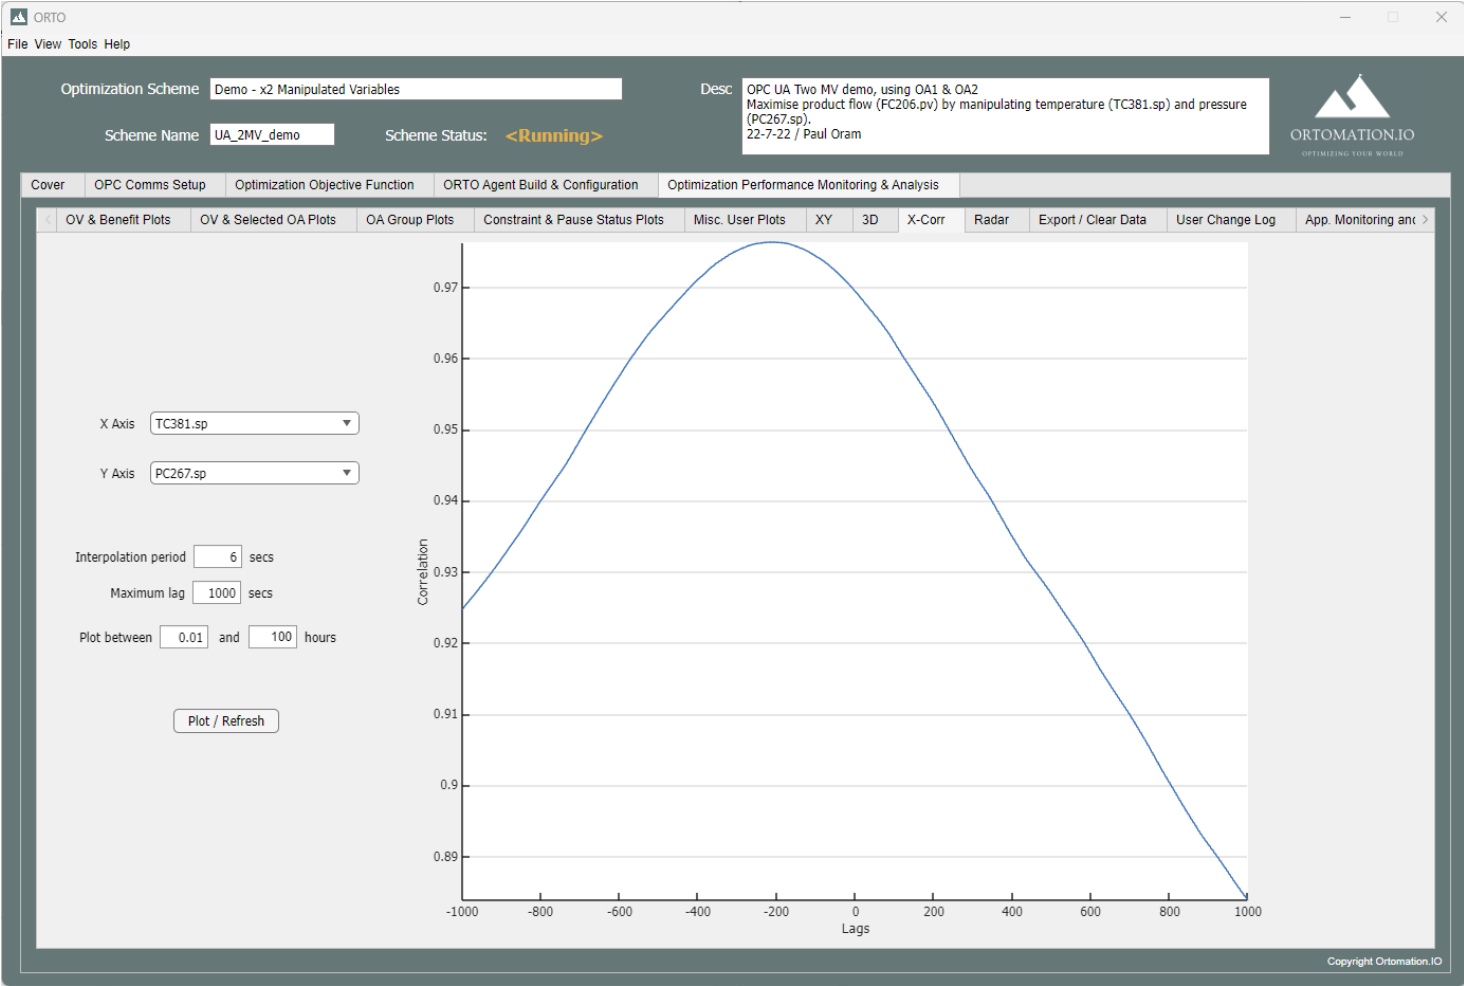 ORTO
File View Tools Help
Optimization Scheme Demo - x2 Manipulated Variables
Scheme Name UA_2MV_demo Scheme Status: <Running>
Desc OPC UA Two MV demo, using OA1 & OA2
Maximise product flow (FC206.pv) by manipulating temperature (TC381.sp) and pressure
(PC267.sp).
22-7-22 / Paul Oram
ORTOMATION.IO
OPTIMIZING YOUR WORLD
Cover OPC Comms Setup Optimization Objective Function ORTO Agent Build & Configuration Optimization Performance Monitoring & Analysis
OV & Benefit Plots OV & Selected OA Plots OA Group Plots Constraint & Pause Status Plots Misc. User Plots XY 3D X-Corr Radar Export / Clear Data User Change Log App. Monitoring and
X Axis TC381.sp
Y Axis PC267.sp
Interpolation period 6 secs
Maximum lag 1000 secs
Plot between 0.01 and 100 hours
Plot / Refresh
Correlation
0.97
0.96
0.95
0.94
0.93
0.92
0.91
0.9
0.89
-1000 -800 -600 -400 -200 0 200 400 600 800 1000
Lags
Copyright Ortomation.IO